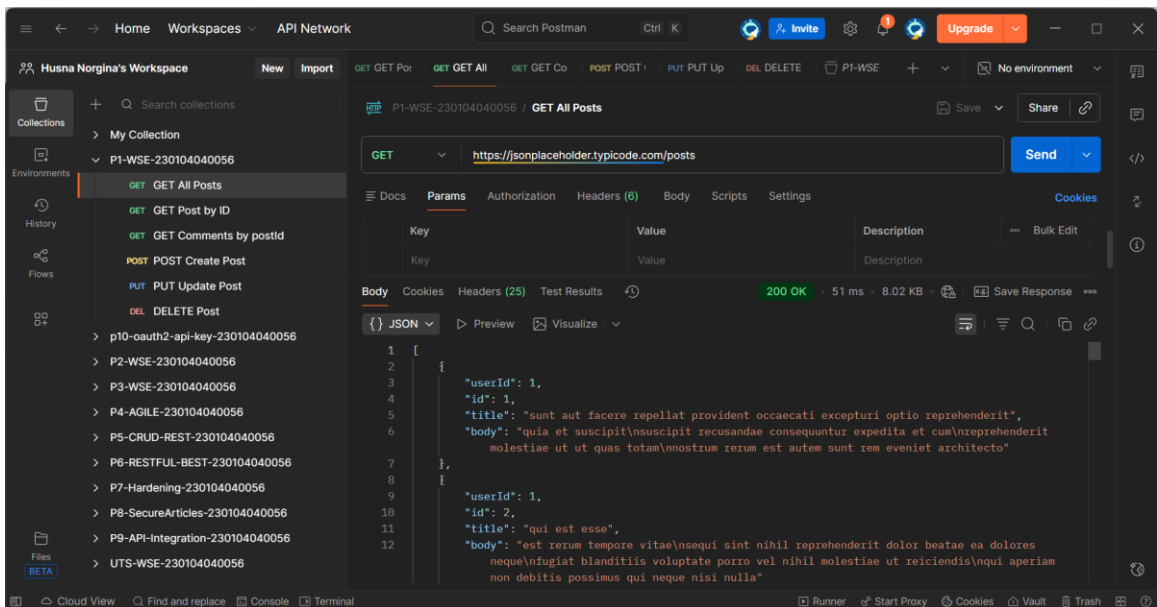 Home Workspaces API Network Search Postman Ctrl K Invite 1 Upgrade
Husna Norgina's Workspace New Import GET GET Pos GET GET All GET GET Co POST POST PUT PUT Up DEL DELETE P1-WSE No environment
Collections
Environments
History
Flows
Files
BETA
Search collections
My Collection
P1-WSE-230104040056
GET GET All Posts
GET GET Post by ID
GET GET Comments by postId
POST POST Create Post
PUT PUT Update Post
DEL DELETE Post
p10-oauth2-api-key-230104040056
P2-WSE-230104040056
P3-WSE-230104040056
P4-AGILE-230104040056
P5-CRUD-REST-230104040056
P6-RESTFUL-BEST-230104040056
P7-Hardening-230104040056
P8-SecureArticles-230104040056
P9-API-Integration-230104040056
UTS-WSE-230104040056
HTTP P1-WSE-230104040056 / GET All Posts Save Share
GET https://jsonplaceholder.typicode.com/posts Send
Docs Params Authorization Headers (6) Body Scripts Settings Cookies
Key Value Description Bulk Edit
Key Value Description
Body Cookies Headers (25) Test Results 200 OK 51 ms 8.02 KB e.g. Save Response
{} JSON Preview Visualize
1 [
2 {
3 "userId": 1,
4 "id": 1,
5 "title": "sunt aut facere repellat provident occaecati excepturi optio reprehenderit",
6 "body": "quia et suscipit\nsuscipit recusandae consequuntur expedita et cum\nreprehenderit
molestiae ut ut quas totam\nnostrum rerum est autem sunt rem eveniet architecto"
7 },
8 {
9 "userId": 1,
10 "id": 2,
11 "title": "qui est esse",
12 "body": "est rerum tempore vitae\nsequi sint nihil reprehenderit dolor beatae ea dolores
neque\nfugiat blanditiis voluptate porro vel nihil molestiae ut reiciendis\nqui aperiam
non debitis possimus qui neque nisi nulla"
Cloud View Find and replace Console Terminal Runner Start Proxy Cookies Vault Trash